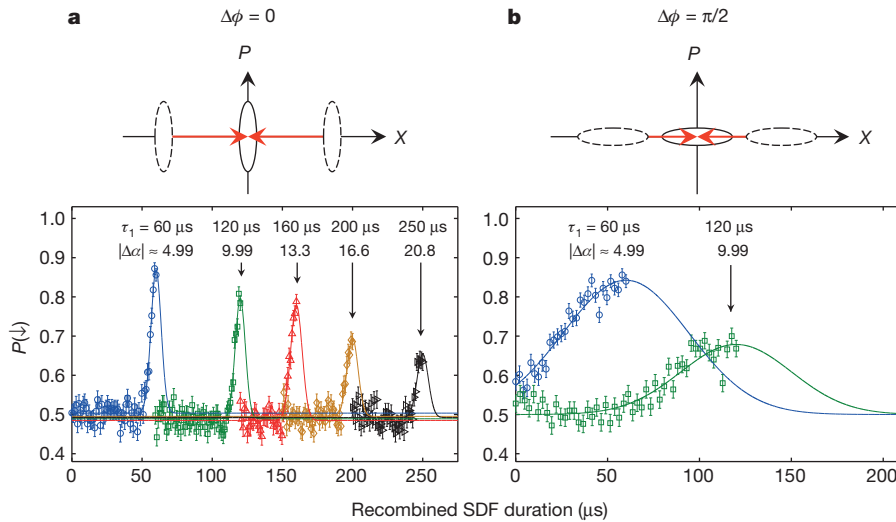 a
Δϕ = 0
P
X
1.0
0.9
0.8
0.7
0.6
0.5
0.4
P(↓)
τ1 = 60 μs 120 μs 160 μs 200 μs 250 μs
|Δα| ≈ 4.99 9.99 13.3 16.6 20.8
0 50 100 150 200 250
b
Δϕ = π/2
P
X
1.0
0.9
0.8
0.7
0.6
0.5
0.4
τ1 = 60 μs 120 μs
|Δα| ≈ 4.99 9.99
0 50 100 150 200
Recombined SDF duration (μs)